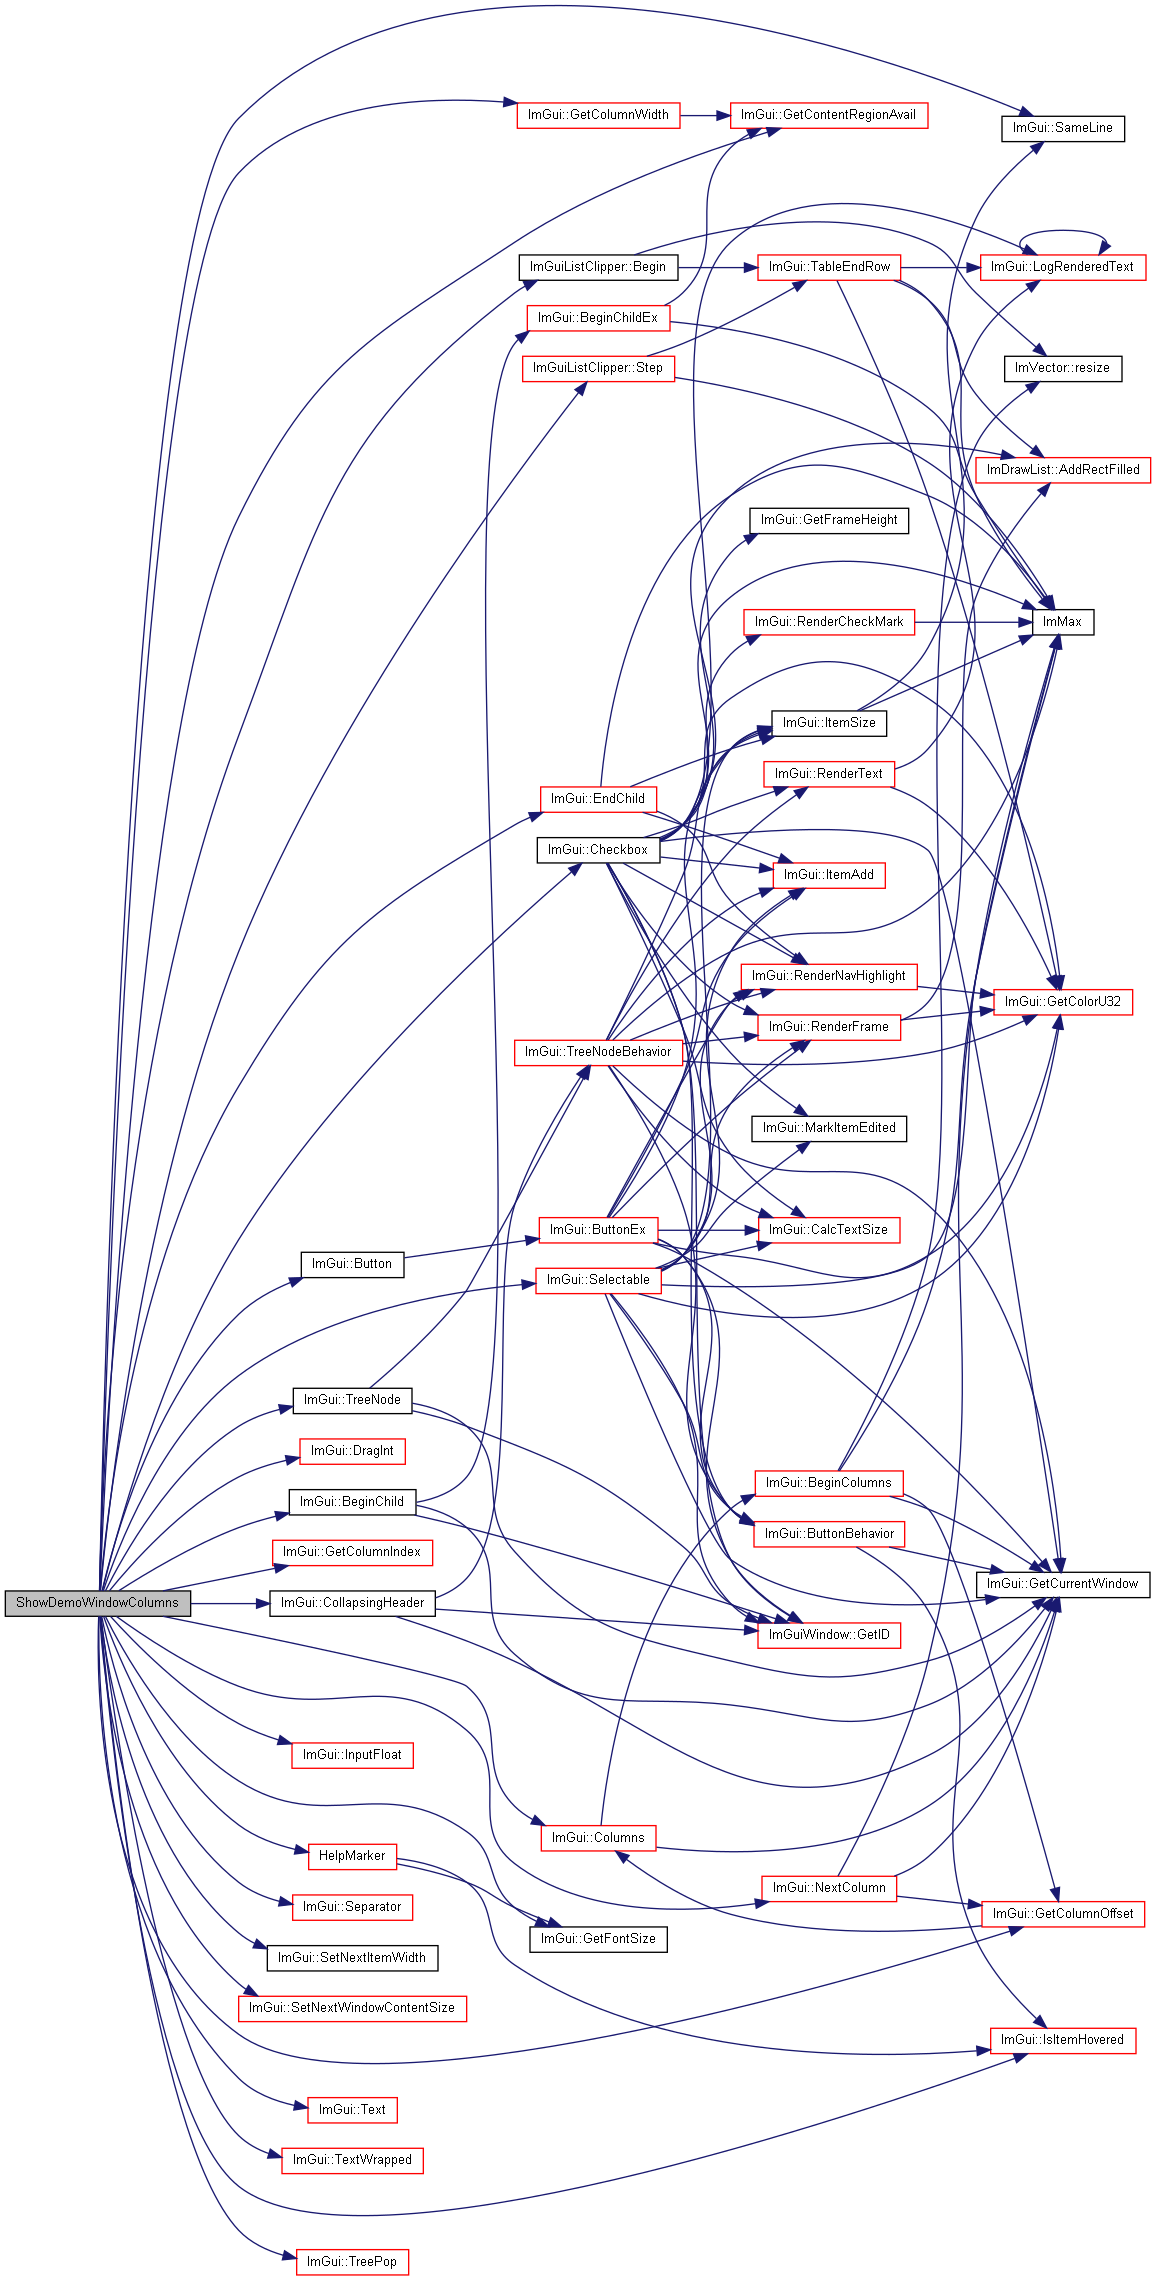 ImGui::GetColumnWidth
ImGui::GetContentRegionAvail
ImGui::SameLine
ImGuiListClipper::Begin
ImGui::TableEndRow
ImGui::LogRenderedText
ImGui::BeginChildEx
ImGuiListClipper::Step
ImVector::resize
ImDrawList::AddRectFilled
ImGui::GetFrameHeight
ImGui::RenderCheckMark
ImMax
ImGui::ItemSize
ImGui::RenderText
ImGui::EndChild
ImGui::Checkbox
ImGui::ItemAdd
ImGui::RenderNavHighlight
ImGui::GetColorU32
ImGui::RenderFrame
ImGui::TreeNodeBehavior
ImGui::MarkItemEdited
ImGui::ButtonEx
ImGui::CalcTextSize
ImGui::Button
ImGui::Selectable
ImGui::TreeNode
ImGui::DragInt
ImGui::BeginColumns
ImGui::BeginChild
ImGui::ButtonBehavior
ImGui::GetColumnIndex
ImGui::GetCurrentWindow
ShowDemoWindowColumns
ImGui::CollapsingHeader
ImGuiWindow::GetID
ImGui::InputFloat
ImGui::Columns
HelpMarker
ImGui::NextColumn
ImGui::Separator
ImGui::GetColumnOffset
ImGui::GetFontSize
ImGui::SetNextItemWidth
ImGui::SetNextWindowContentSize
ImGui::IsItemHovered
ImGui::Text
ImGui::TextWrapped
ImGui::TreePop